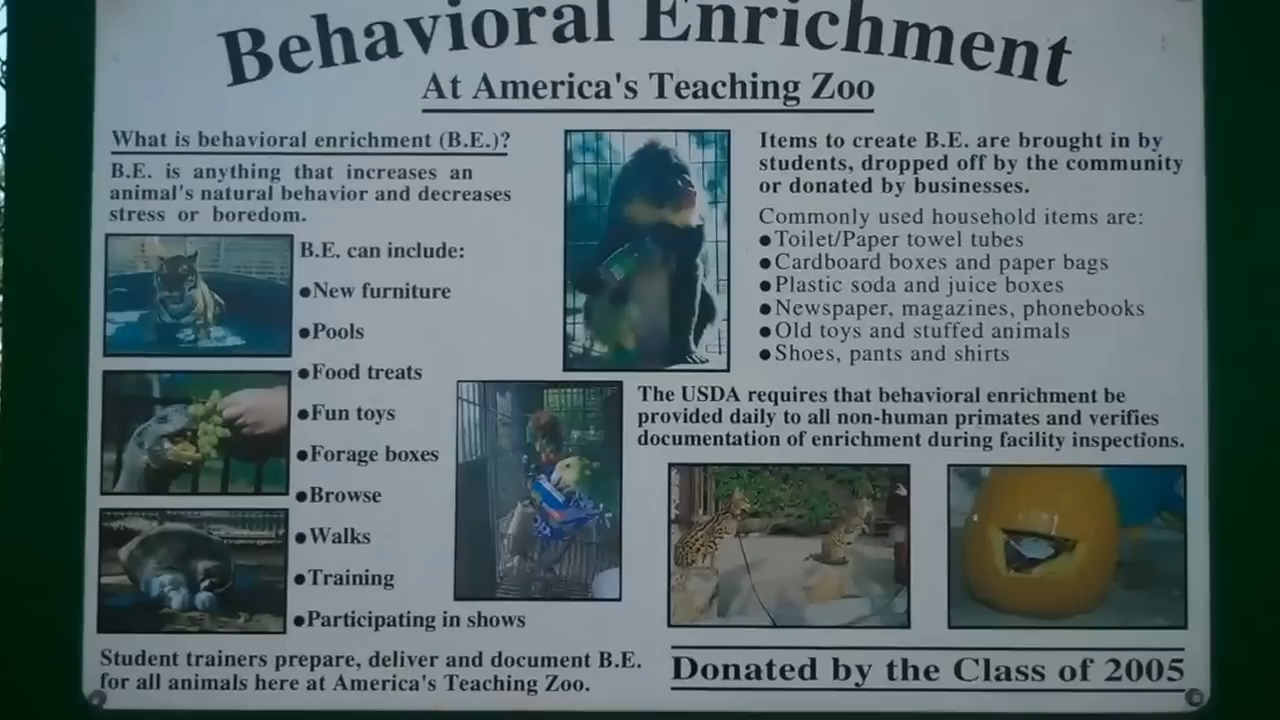 Behavioral Enrichment
At America's Teaching Zoo
What is behavioral enrichment (B.E.)?
B.E. is anything that increases an
animal's natural behavior and decreases
stress or boredom.
B.E. can include:
●New furniture
●Pools
●Food treats
●Fun toys
●Forage boxes
●Browse
●Walks
●Training
●Participating in shows
Student trainers prepare, deliver and document B.E.
for all animals here at America's Teaching Zoo.
Items to create B.E. are brought in by
students, dropped off by the community
or donated by businesses.
Commonly used household items are:
●Toilet/Paper towel tubes
●Cardboard boxes and paper bags
●Plastic soda and juice boxes
●Newspaper, magazines, phonebooks
●Old toys and stuffed animals
●Shoes, pants and shirts
The USDA requires that behavioral enrichment be
provided daily to all non-human primates and verifies
documentation of enrichment during facility inspections.
Donated by the Class of 2005